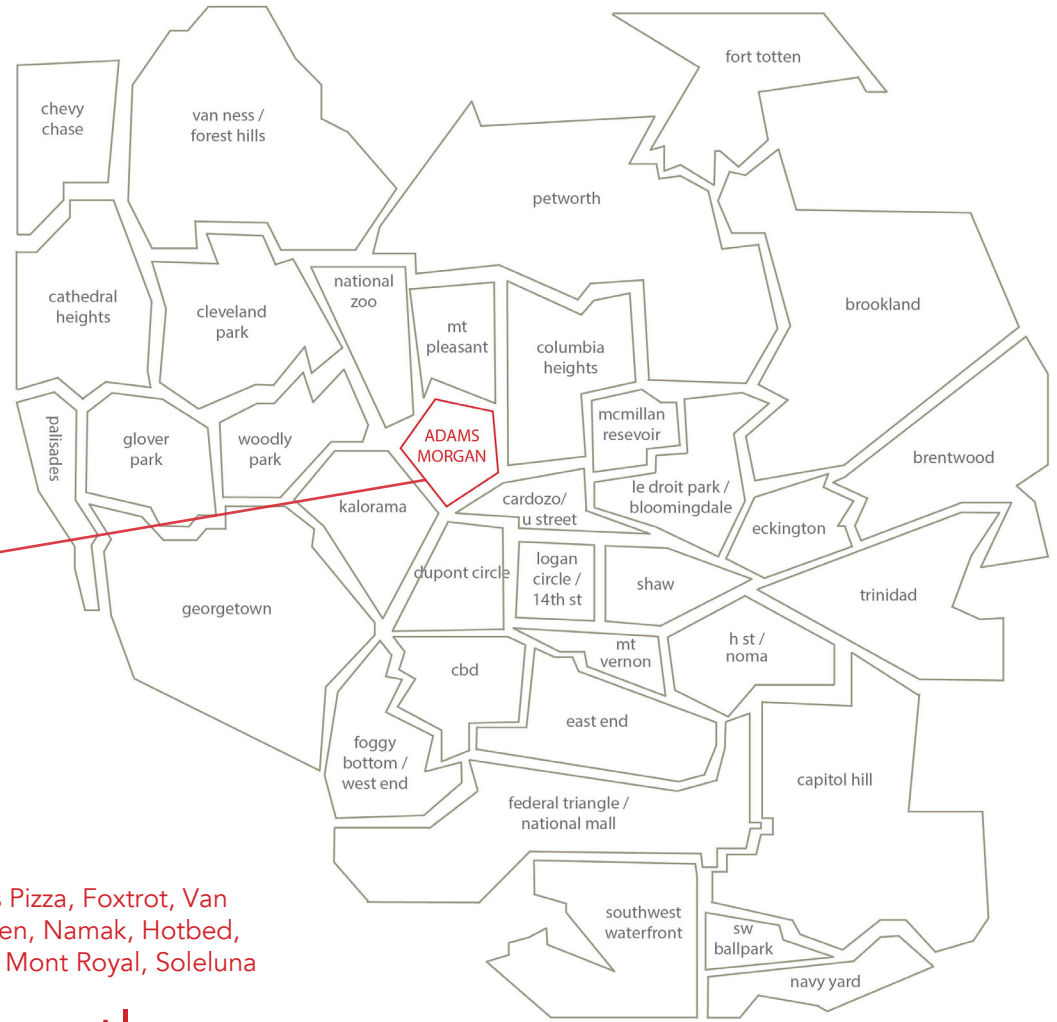 fort totten
chevy
chase
van ness /
forest hills
petworth
national
zoo
cathedral
heights
cleveland
park
mt
pleasant
columbia
heights
brookland
palisades
glover
park
woodly
park
ADAMS
MORGAN
mcmillan
resevoir
brentwood
kalorama
cardozo/
u street
le droit park /
bloomingdale
eckington
dupont circle
logan
circle /
14th st
shaw
trinidad
georgetown
mt
vernon
h st /
noma
cbd
east end
foggy
bottom /
west end
capitol hill
federal triangle /
national mall
southwest
waterfront
sw
ballpark
navy yard
Pizza, Foxtrot, Van
en, Namak, Hotbed,
Mont Royal, Soleluna